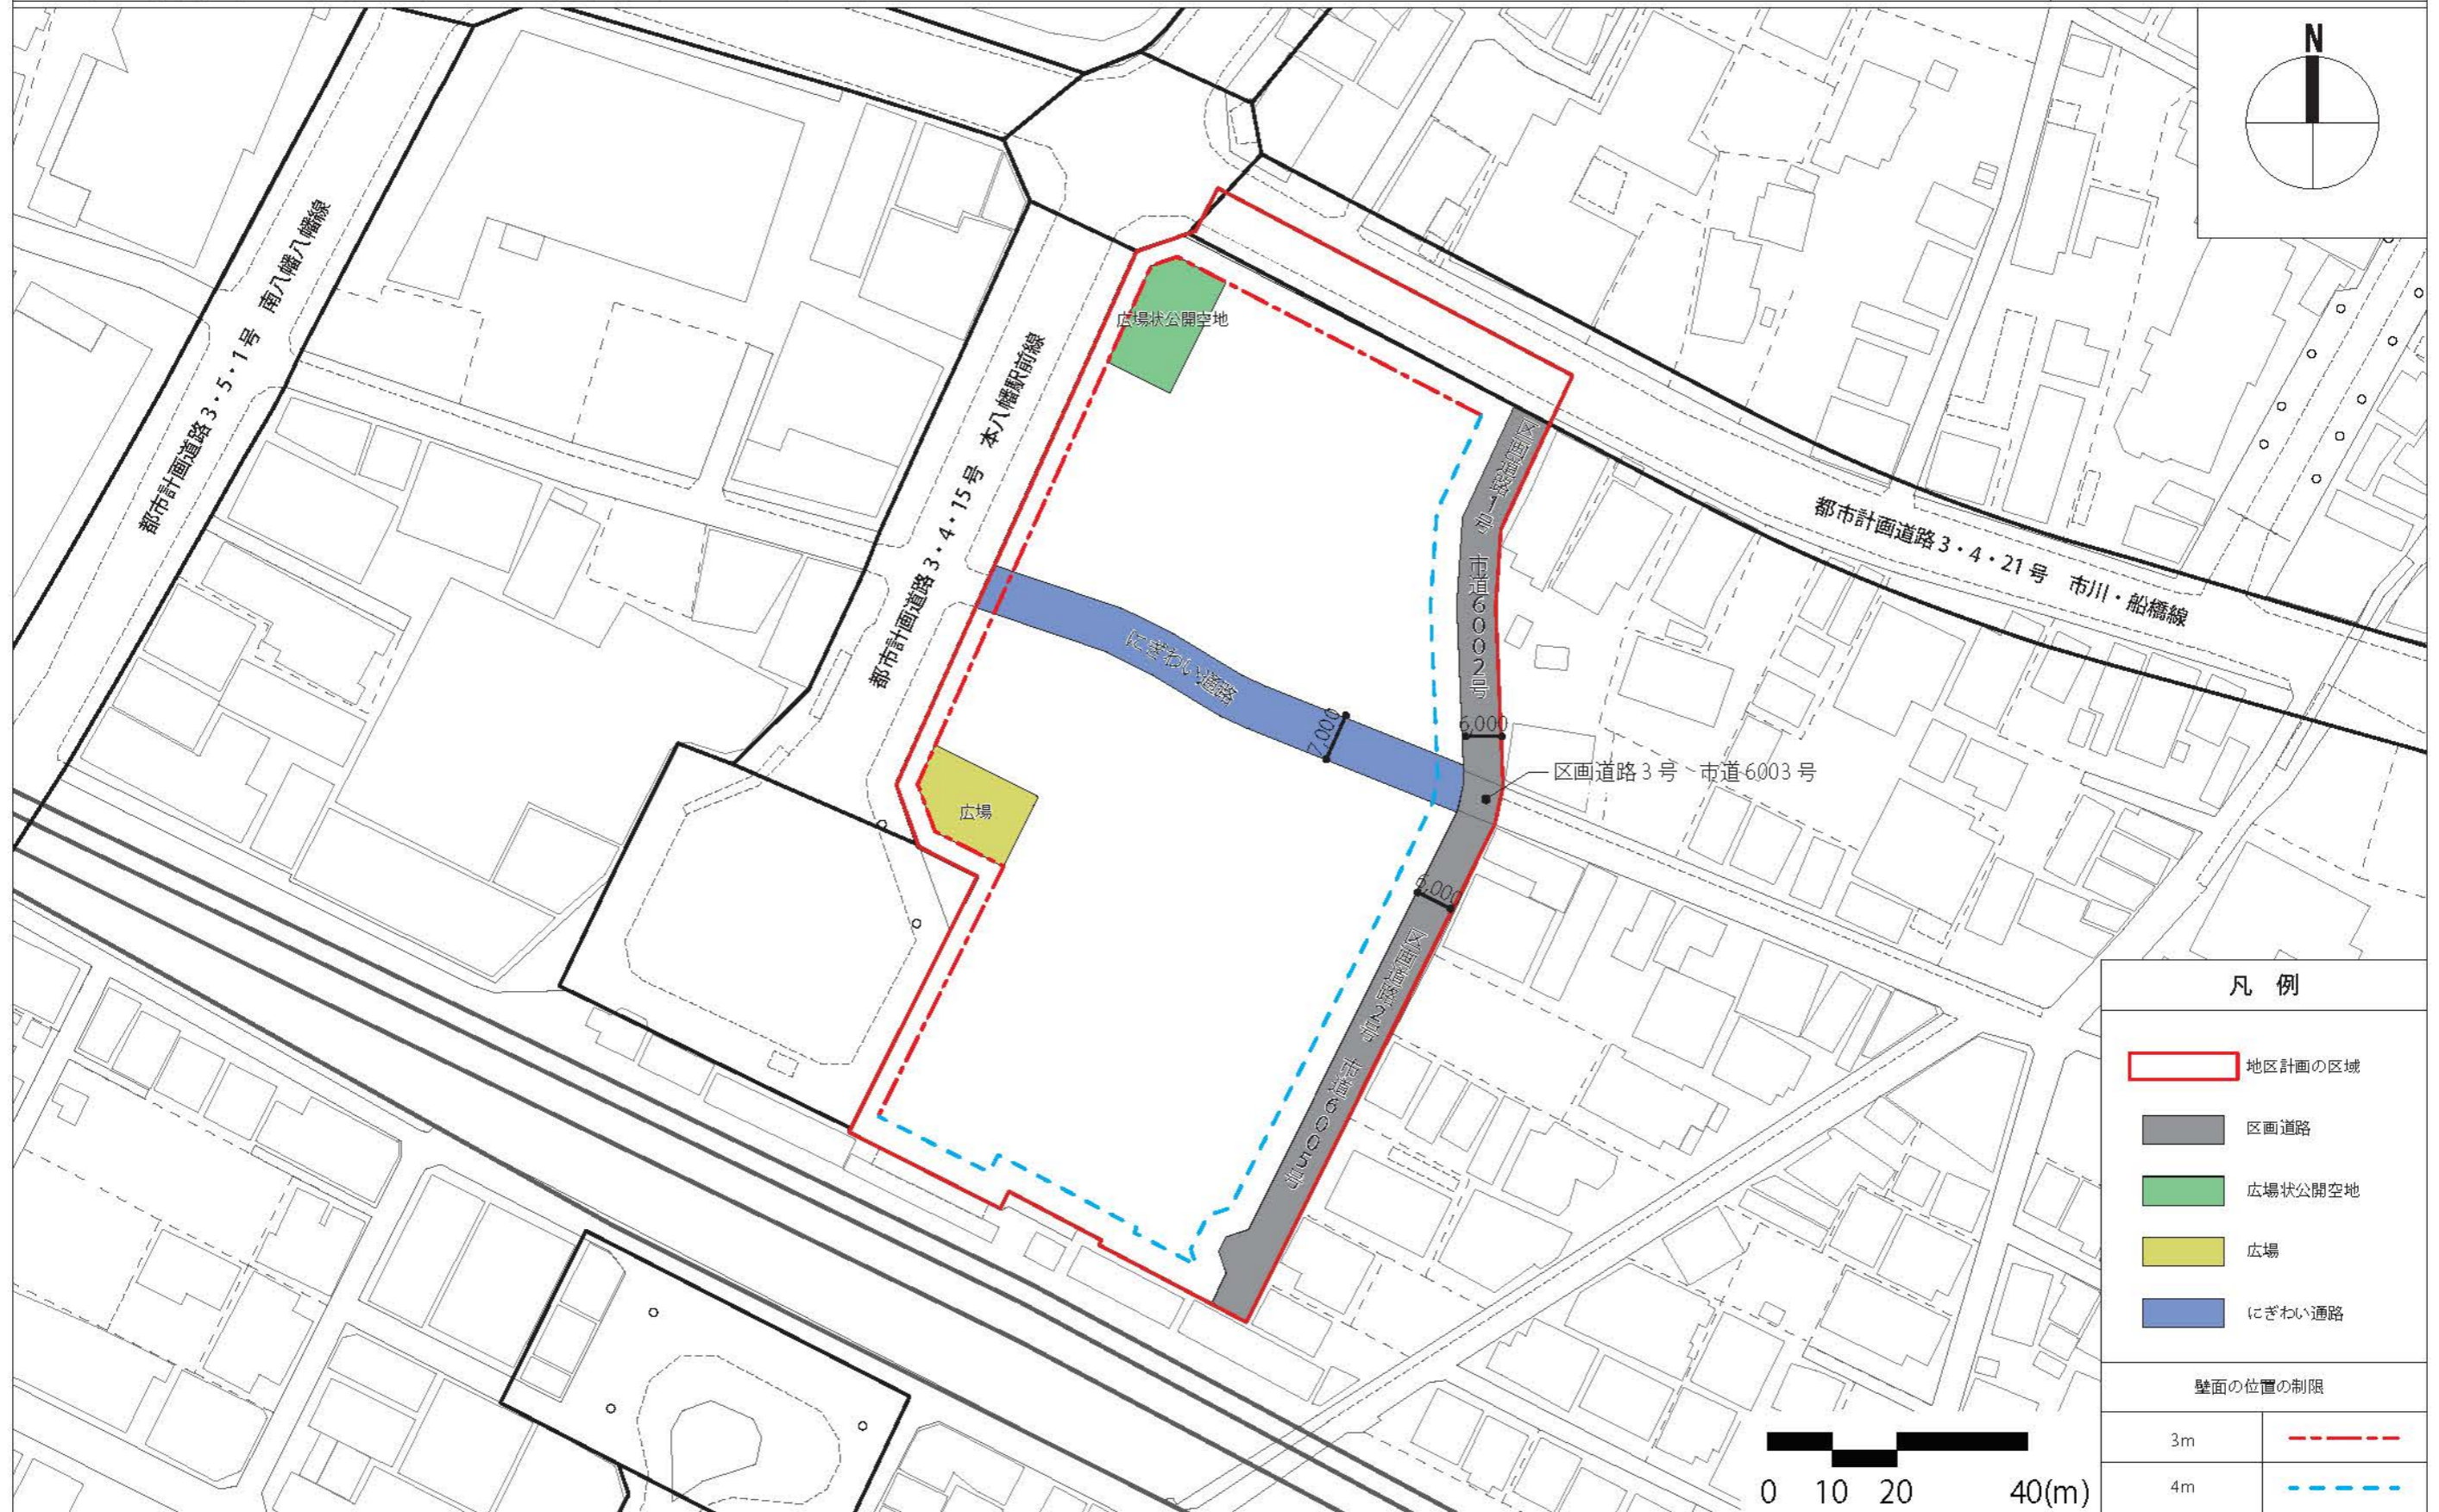 N
都市計画道路 3・5・1 号　南八幡八幡線
都市計画道路 3・4・15 号　本八幡駅前線
都市計画道路 3・4・21 号　市川・船橋線
広場状公開空地
区画道路1号　市道6002号
にぎわい通路
7,000
6,000
区画道路 3 号　市道 6003 号
広場
6,000
区画道路2号　市道6005号
凡　例
地区計画の区域
区画道路
広場状公開空地
広場
にぎわい通路
壁面の位置の制限
3m
4m
0 10 20 40(m)